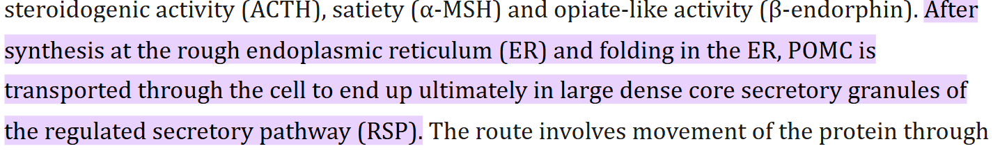 steroidogenic activity (ACTH), satiety (α-MSH) and opiate-like activity (β-endorphin). After
synthesis at the rough endoplasmic reticulum (ER) and folding in the ER, POMC is
transported through the cell to end up ultimately in large dense core secretory granules of
the regulated secretory pathway (RSP). The route involves movement of the protein through